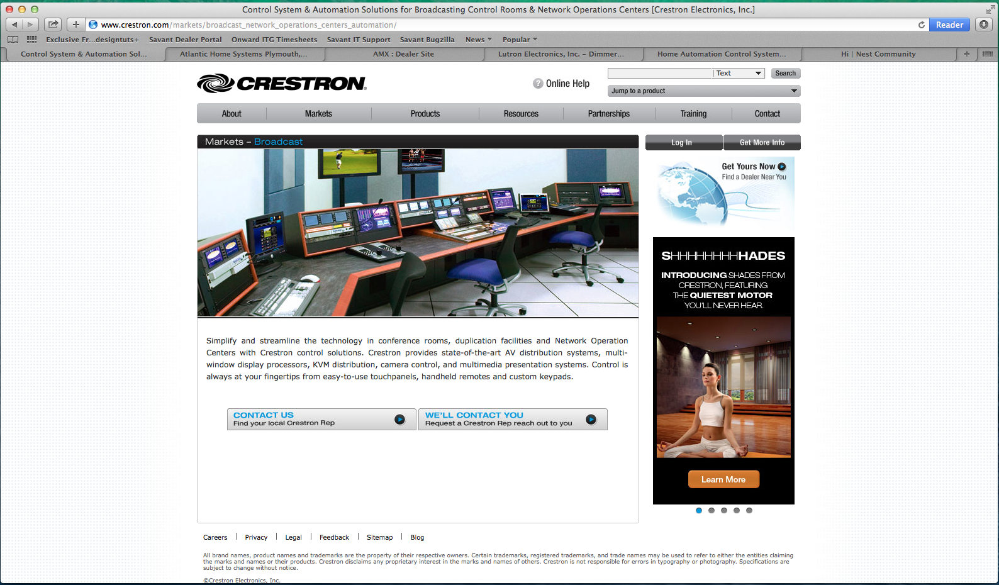 Control System & Automation Solutions for Broadcasting Control Rooms & Network Operations Centers [Crestron Electronics, Inc.]
www.crestron.com/markets/broadcast_network_operations_centers_automation/
Reader
Exclusive Fr...designtuts+ Savant Dealer Portal Onward ITG Timesheets Savant IT Support Savant Bugzilla News Popular
Control System & Automation Sol... Atlantic Home Systems Plymouth,... AMX : Dealer Site Lutron Electronics, Inc. – Dimmer... Home Automation Control System... Hi | Nest Community
CRESTRON®
? Online Help
Text
Search
Jump to a product
About Markets Products Resources Partnerships Training Contact
Markets – Broadcast
Log In Get More Info
Get Yours Now
Find a Dealer Near You
SHHHHHHHHADES
INTRODUCING SHADES FROM
CRESTRON, FEATURING
THE QUIETEST MOTOR
YOU'LL NEVER HEAR.
Learn More
Simplify and streamline the technology in conference rooms, duplication facilities and Network Operation
Centers with Crestron control solutions. Crestron provides state-of-the-art AV distribution systems, multi-
window display processors, KVM distribution, camera control, and multimedia presentation systems. Control is
always at your fingertips from easy-to-use touchpanels, handheld remotes and custom keypads.
CONTACT US
Find your local Crestron Rep
WE'LL CONTACT YOU
Request a Crestron Rep reach out to you
Careers | Privacy | Legal | Feedback | Sitemap | Blog
All brand names, product names and trademarks are the property of their respective owners. Certain trademarks, registered trademarks, and trade names may be used to refer to either the entities claiming
the marks and names or their products. Crestron disclaims any proprietary interest in the marks and names of others. Crestron is not responsible for errors in typography or photography. Specifications are
subject to change without notice.
©Crestron Electronics, Inc.